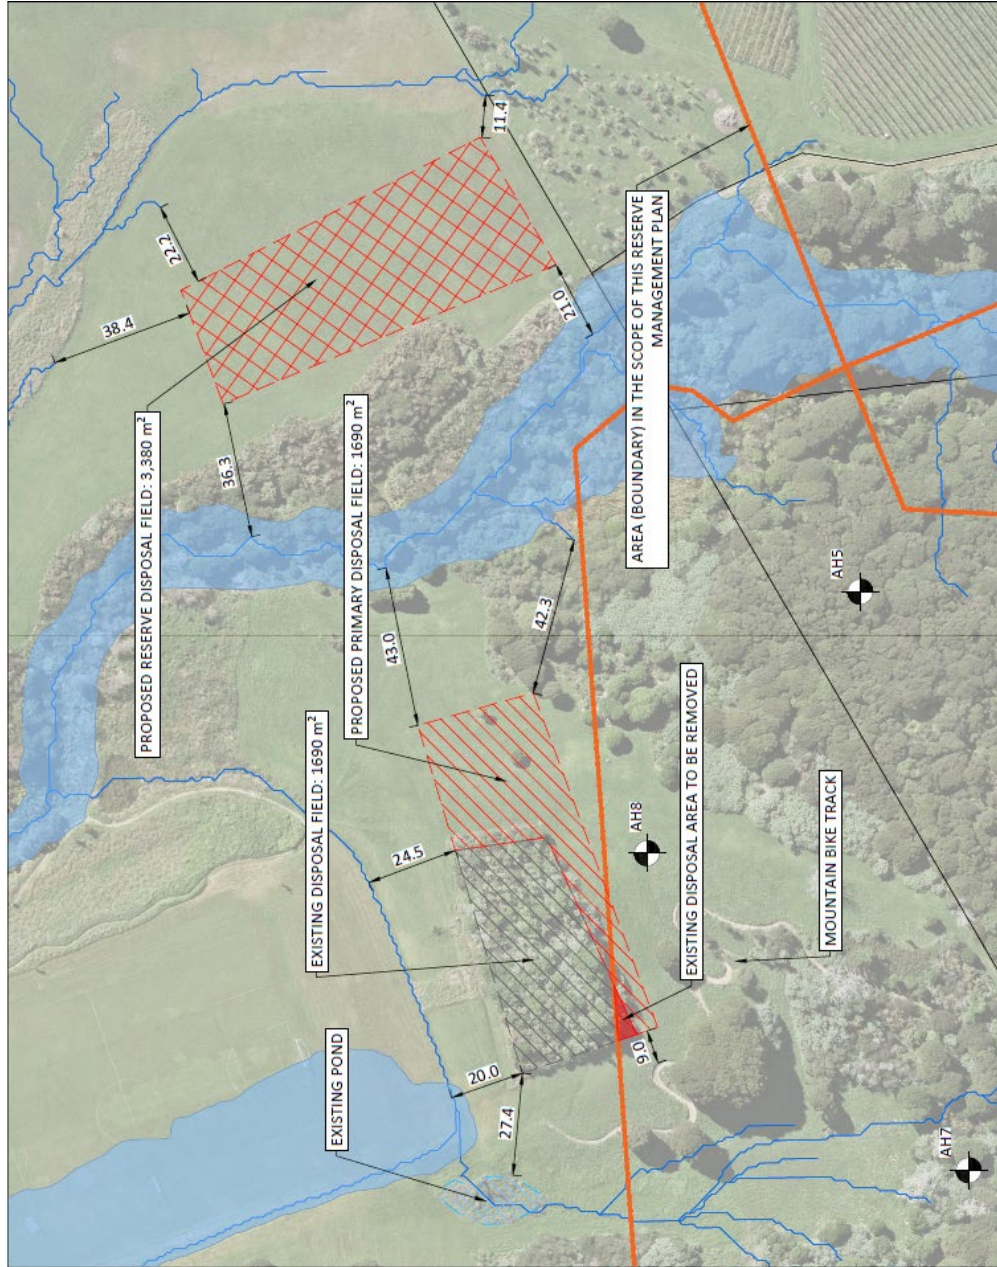 PROPOSED RESERVE DISPOSAL FIELD: 3,380 m²
PROPOSED PRIMARY DISPOSAL FIELD: 1690 m²
EXISTING DISPOSAL FIELD: 1690 m²
EXISTING POND
AREA (BOUNDARY) IN THE SCOPE OF THIS RESERVE
MANAGEMENT PLAN
EXISTING DISPOSAL AREA TO BE REMOVED
MOUNTAIN BIKE TRACK
38.4
22.2
11.4
36.3
21.0
43.0
42.3
24.5
20.0
27.4
9.0
AH5
AH8
AH7